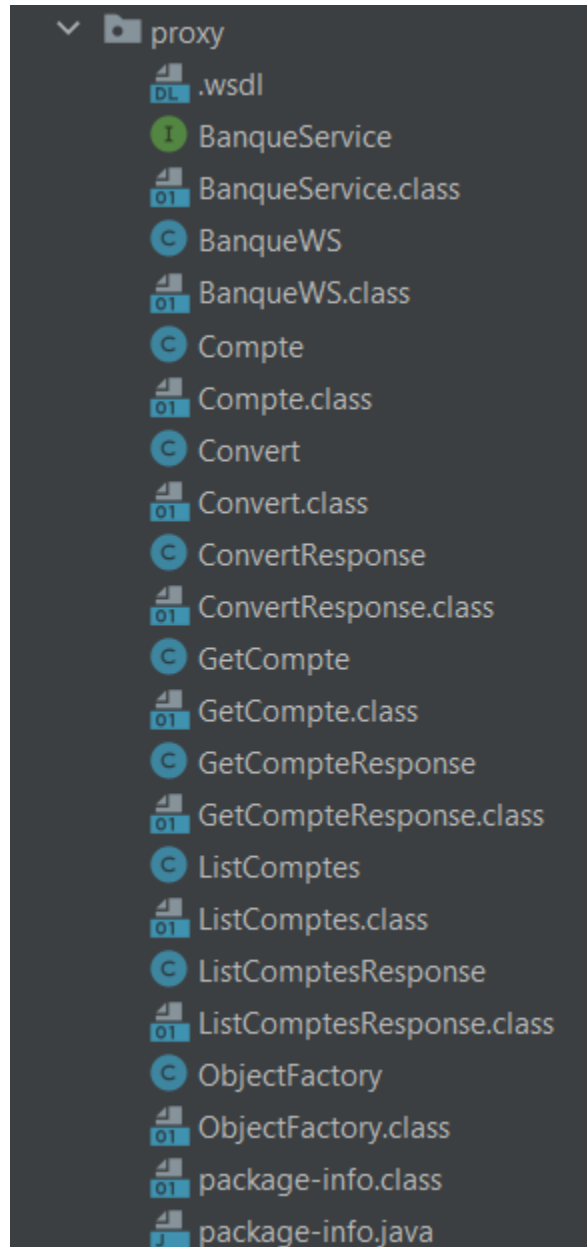 proxy
.wsdl
BanqueService
BanqueService.class
BanqueWS
BanqueWS.class
Compte
Compte.class
Convert
Convert.class
ConvertResponse
ConvertResponse.class
GetCompte
GetCompte.class
GetCompteResponse
GetCompteResponse.class
ListComptes
ListComptes.class
ListComptesResponse
ListComptesResponse.class
ObjectFactory
ObjectFactory.class
package-info.class
package-info.java